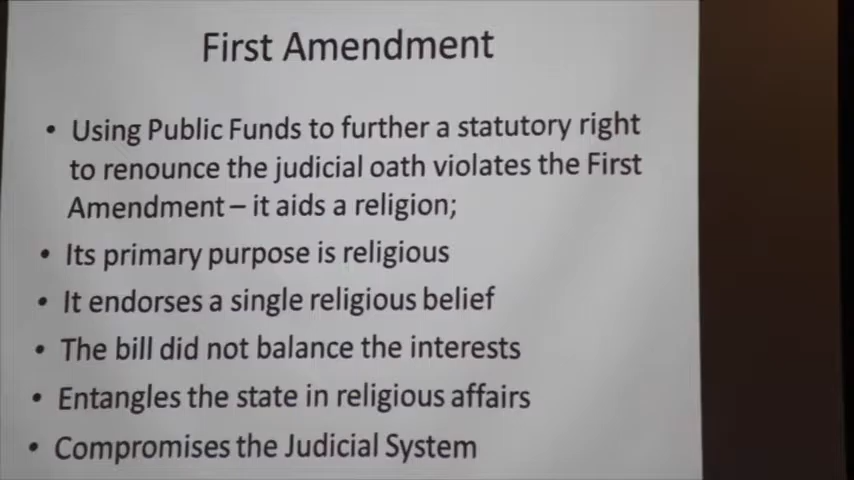 First Amendment
• Using Public Funds to further a statutory right
to renounce the judicial oath violates the First
Amendment – it aids a religion;
• Its primary purpose is religious
• It endorses a single religious belief
• The bill did not balance the interests
• Entangles the state in religious affairs
• Compromises the Judicial System